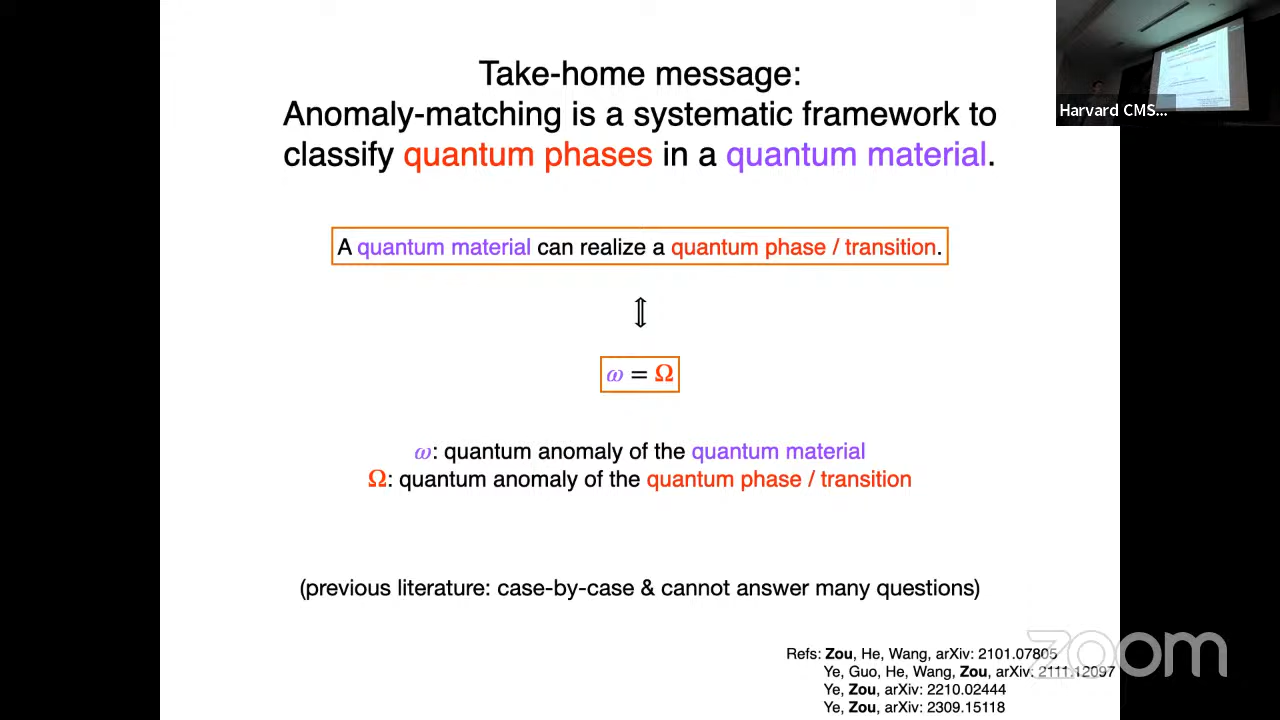 Take-home message:
Anomaly-matching is a systematic framework to
classify quantum phases in a quantum material.
Harvard CMS...
A quantum material can realize a quantum phase / transition.
⇕
ω = Ω
ω: quantum anomaly of the quantum material
Ω: quantum anomaly of the quantum phase / transition
(previous literature: case-by-case & cannot answer many questions)
Refs: Zou, He, Wang, arXiv: 2101.07805
Ye, Guo, He, Wang, Zou, arXiv: 2111.12097
Ye, Zou, arXiv: 2210.02444
Ye, Zou, arXiv: 2309.15118
zoom